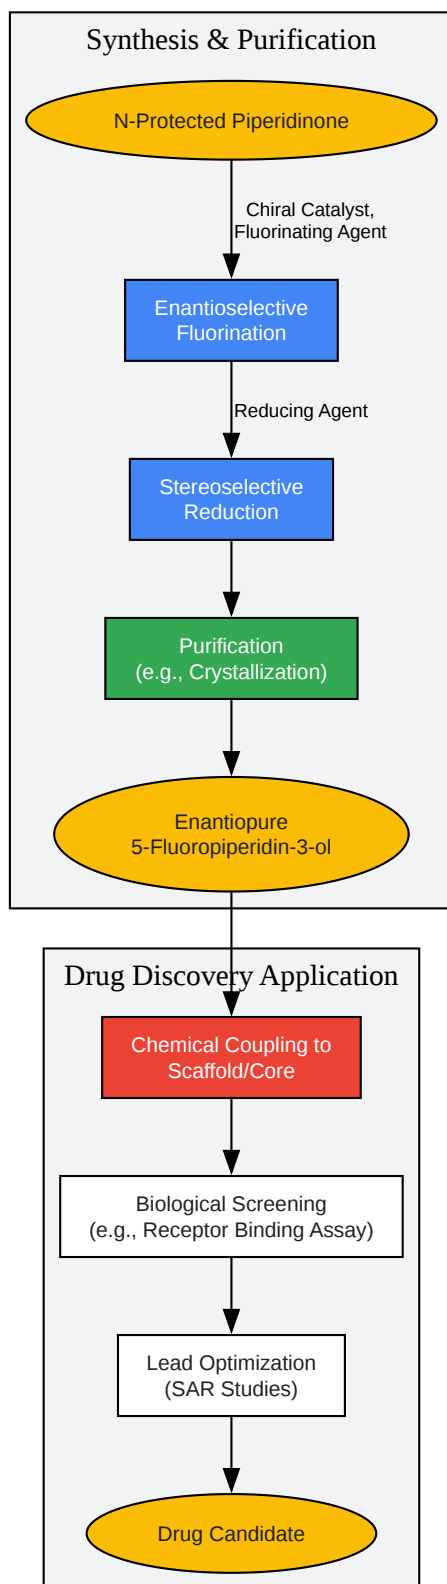 Synthesis & Purification
N-Protected Piperidinone
Chiral Catalyst,
Fluorinating Agent
Enantioselective
Fluorination
Reducing Agent
Stereoselective
Reduction
Purification
(e.g., Crystallization)
Enantiopure
5-Fluoropiperidin-3-ol
Drug Discovery Application
Chemical Coupling to
Scaffold/Core
Biological Screening
(e.g., Receptor Binding Assay)
Lead Optimization
(SAR Studies)
Drug Candidate